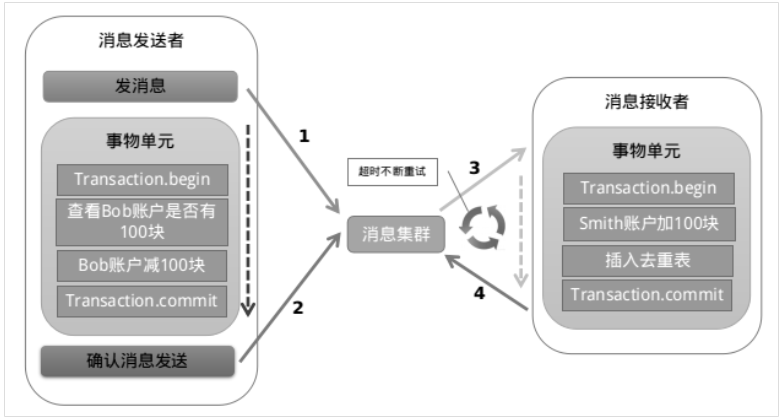 消息发送者
发消息
事物单元
Transaction.begin
查看Bob账户是否有
100块
Bob账户减100块
Transaction.commit
确认消息发送
1
2
超时不断重试
消息集群
3
4
消息接收者
事物单元
Transaction.begin
Smith账户加100块
插入去重表
Transaction.commit